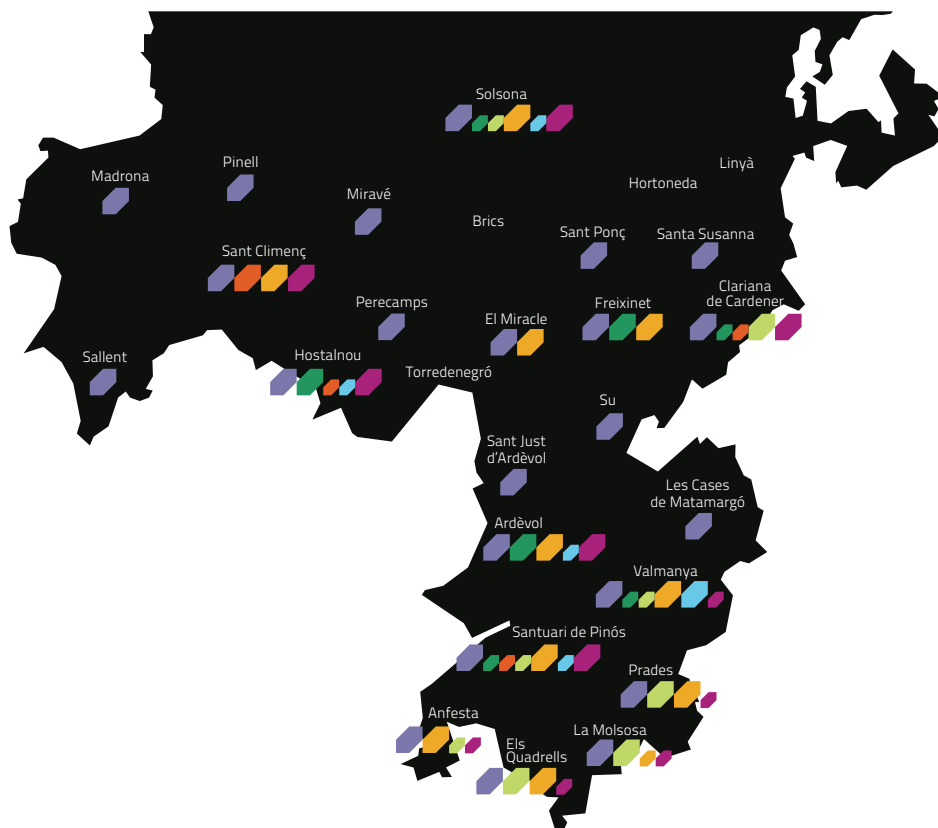 Solsona
Linyà
Pinell
Madrona
Hortoneda
Miravé
Brics
Sant Ponç
Santa Susanna
Sant Climenç
Clariana
de Cardener
Perecamps
Freixinet
El Miracle
Sallent
Hostalnou
Torredenegró
Su
Sant Just
d'Ardèvol
Les Cases
de Matamargó
Ardèvol
Valmanya
Santuari de Pinós
Prades
Anfesta
La Molsosa
Els
Quadrells